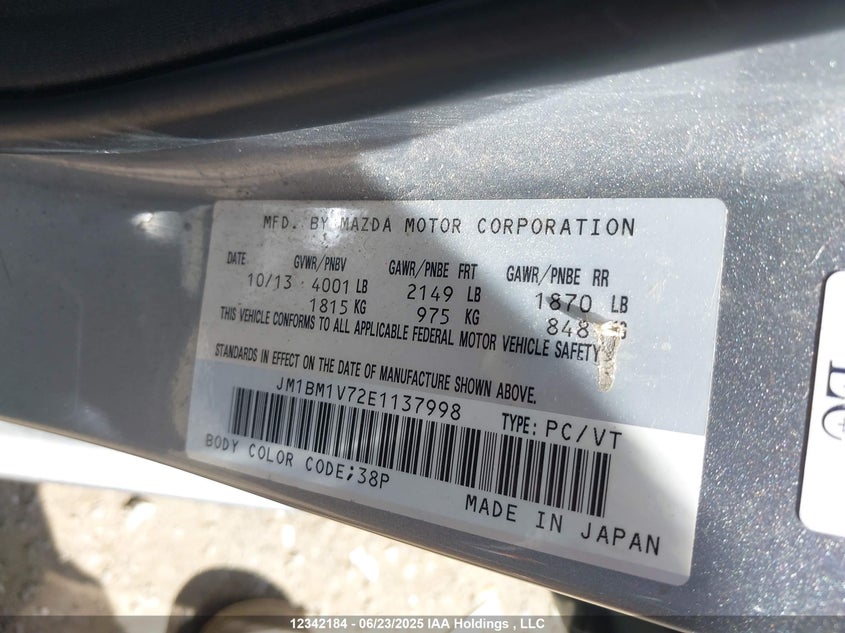 MFD. BY MAZDA MOTOR CORPORATION
DATE GVWR/PNBV GAWR/PNBE FRT GAWR/PNBE RR
10/13 4001 LB 2149 LB 1870 LB
1815 KG 975 KG 848
THIS VEHICLE CONFORMS TO ALL APPLICABLE FEDERAL MOTOR VEHICLE SAFETY
STANDARDS IN EFFECT ON THE DATE OF MANUFACTURE SHOWN ABOVE.
JM1BM1V72E1137998 TYPE: PC/VT
BODY COLOR CODE;38P
MADE IN JAPAN
12342184 - 06/23/2025 IAA Holdings , LLC